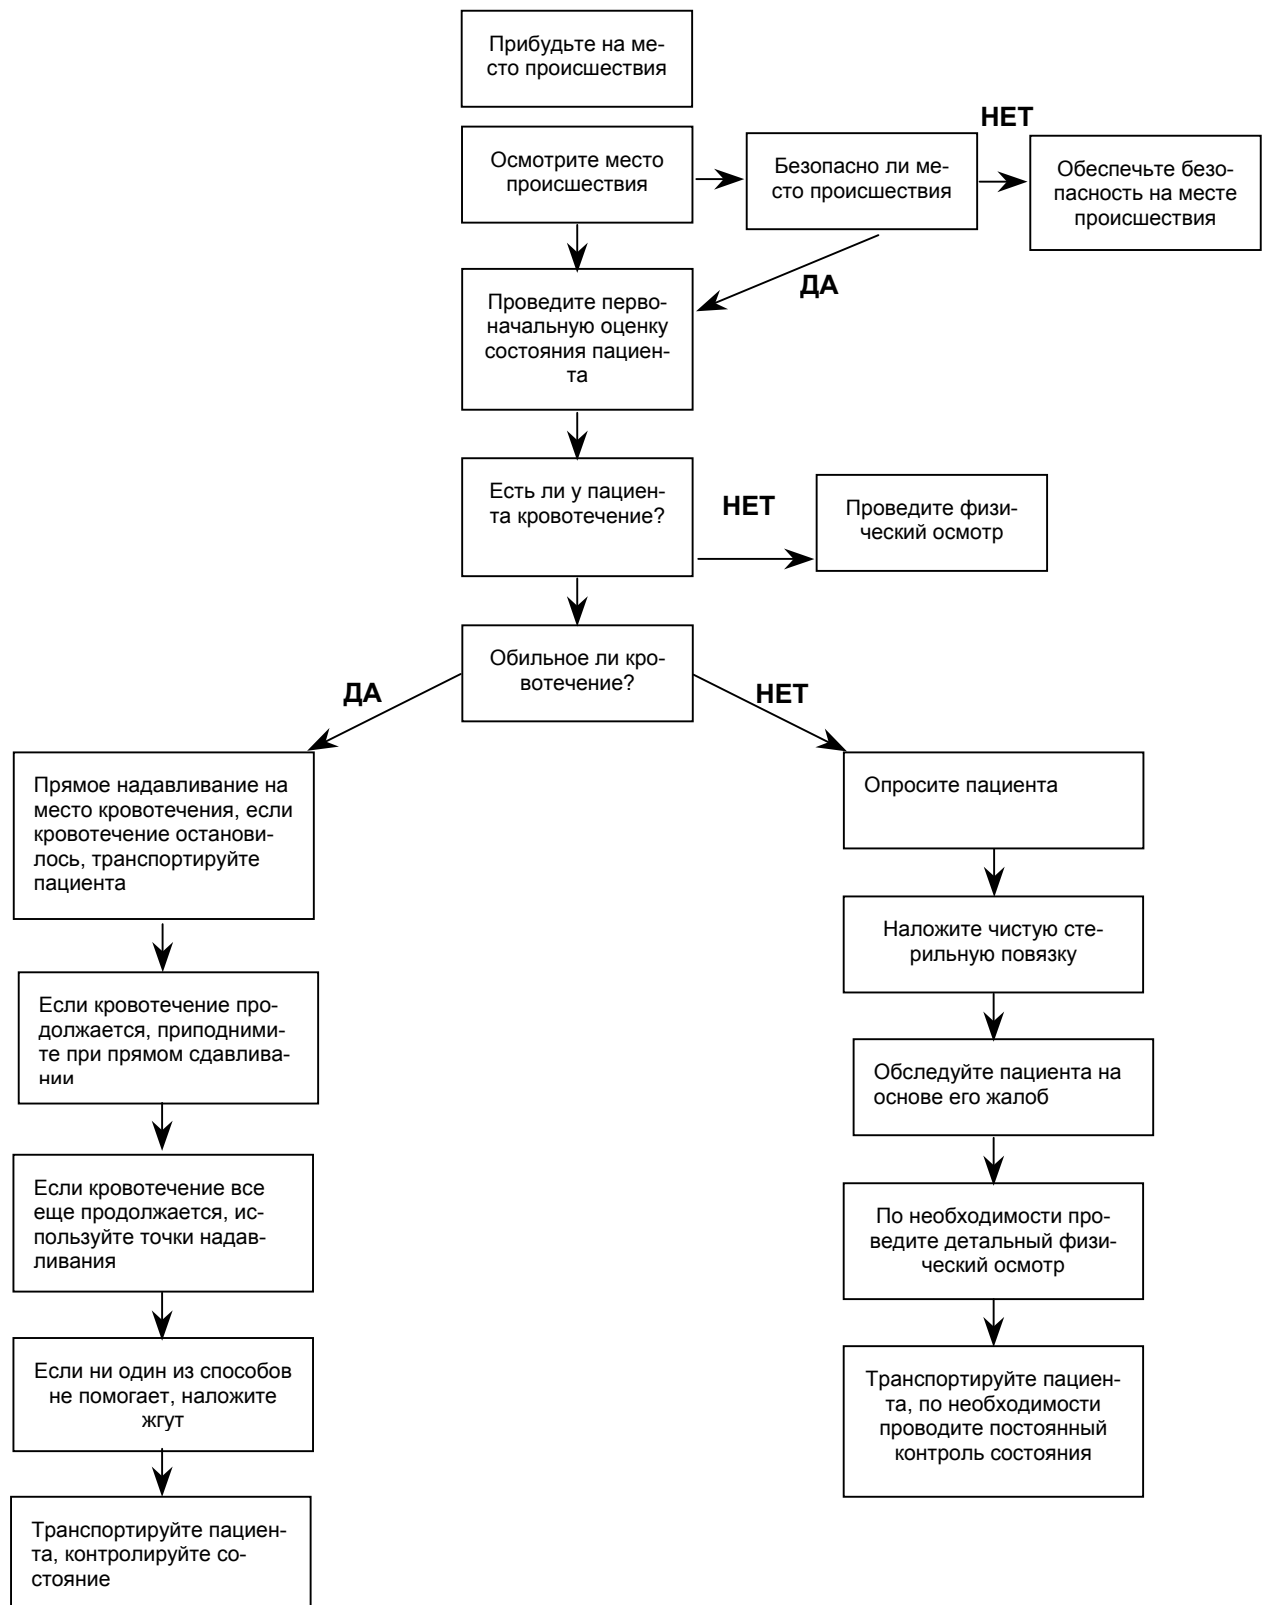 Прибудьте на ме-
сто происшествия
НЕТ
Осмотрите место
происшествия
Безопасно ли ме-
сто происшествия
Обеспечьте безо-
пасность на месте
происшествия
ДА
Проведите перво-
начальную оценку
состояния пациен-
та
Есть ли у пациен-
та кровотечение?
НЕТ
Проведите физи-
ческий осмотр
Обильное ли кро-
вотечение?
ДА
НЕТ
Прямое надавливание на
место кровотечения, если
кровотечение останови-
лось, транспортируйте
пациента
Если кровотечение про-
должается, приподними-
те при прямом сдавлива-
нии
Если кровотечение все
еще продолжается, ис-
пользуйте точки надав-
ливания
Если ни один из способов
не помогает, наложите
жгут
Транспортируйте пациен-
та, контролируйте со-
стояние
Опросите пациента
Наложите чистую сте-
рильную повязку
Обследуйте пациента на
основе его жалоб
По необходимости про-
ведите детальный физи-
ческий осмотр
Транспортируйте пациен-
та, по необходимости
проводите постоянный
контроль состояния